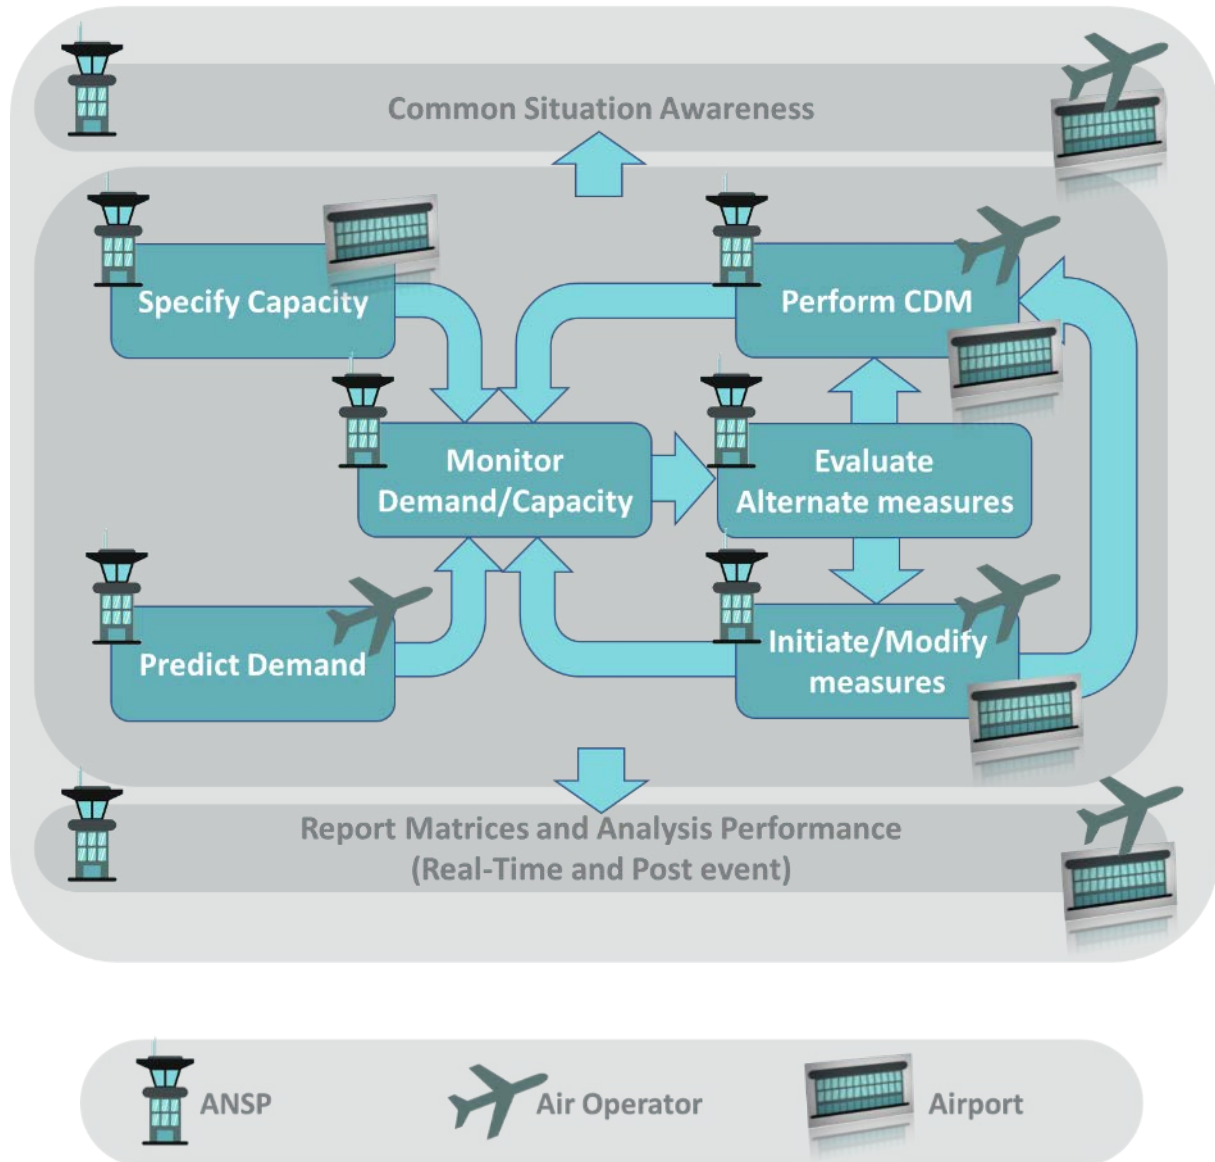 Common Situation Awareness
Specify Capacity
Perform CDM
Monitor
Demand/Capacity
Evaluate
Alternate measures
Predict Demand
Initiate/Modify
measures
Report Matrices and Analysis Performance
(Real-Time and Post event)
ANSP
Air Operator
Airport